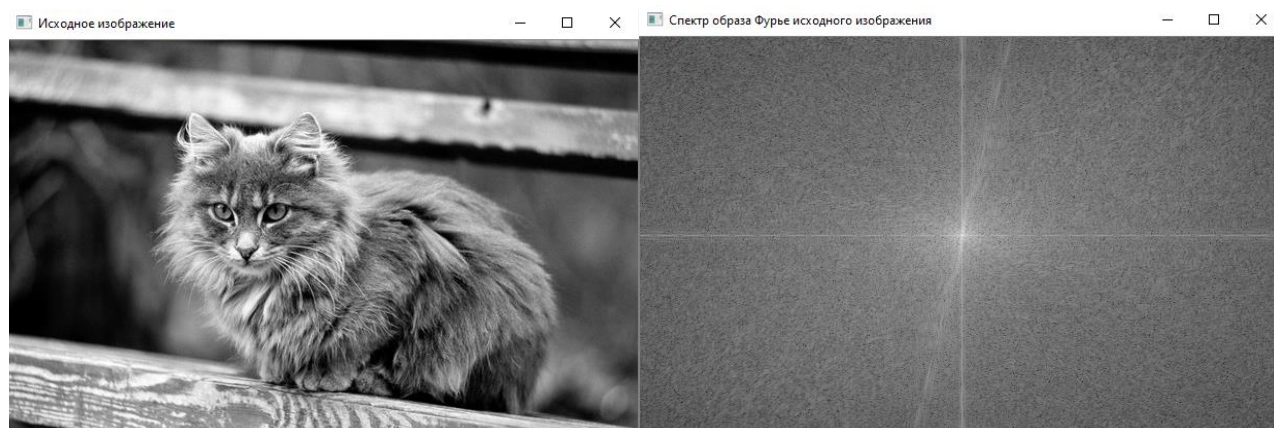 Исходное изображение
Спектр образа Фурье исходного изображения